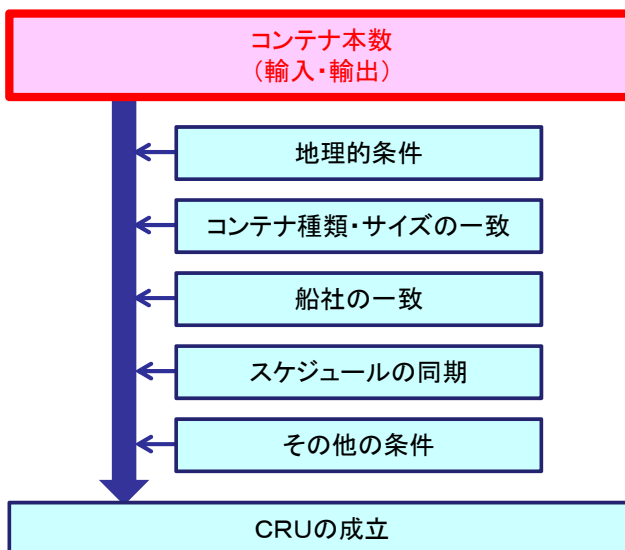 コンテナ本数
（輸入・輸出）
地理的条件
コンテナ種類・サイズの一致
船社の一致
スケジュールの同期
その他の条件
ＣＲＵの成立